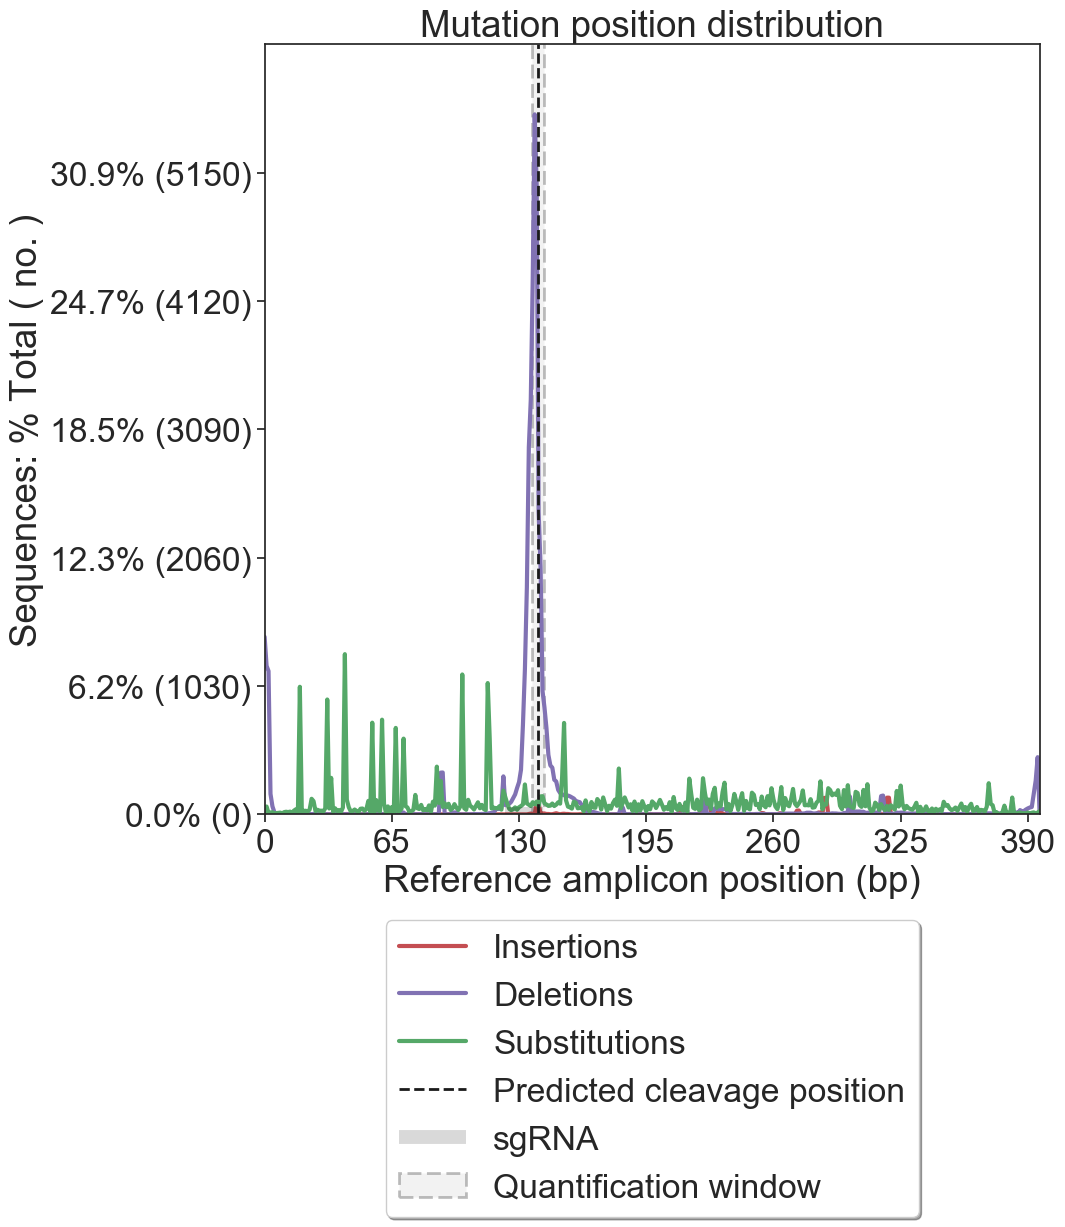 Mutation position distribution
Sequences: % Total ( no. )
30.9% (5150)
24.7% (4120)
18.5% (3090)
12.3% (2060)
6.2% (1030)
0.0% (0)
0 65 130 195 260 325 390
Reference amplicon position (bp)
Insertions
Deletions
Substitutions
Predicted cleavage position
sgRNA
Quantification window